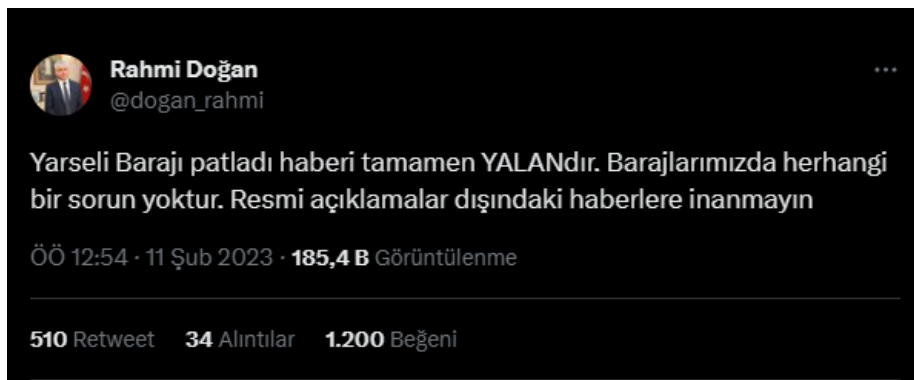 Rahmi Doğan
@dogan_rahmi
Yarseli Barajı patladı haberi tamamen YALANdır. Barajlarımızda herhangi
bir sorun yoktur. Resmi açıklamalar dışındaki haberlere inanmayın
ÖÖ 12:54 · 11 Şub 2023 · 185,4 B Görüntülenme
510 Retweet 34 Alıntılar 1.200 Beğeni